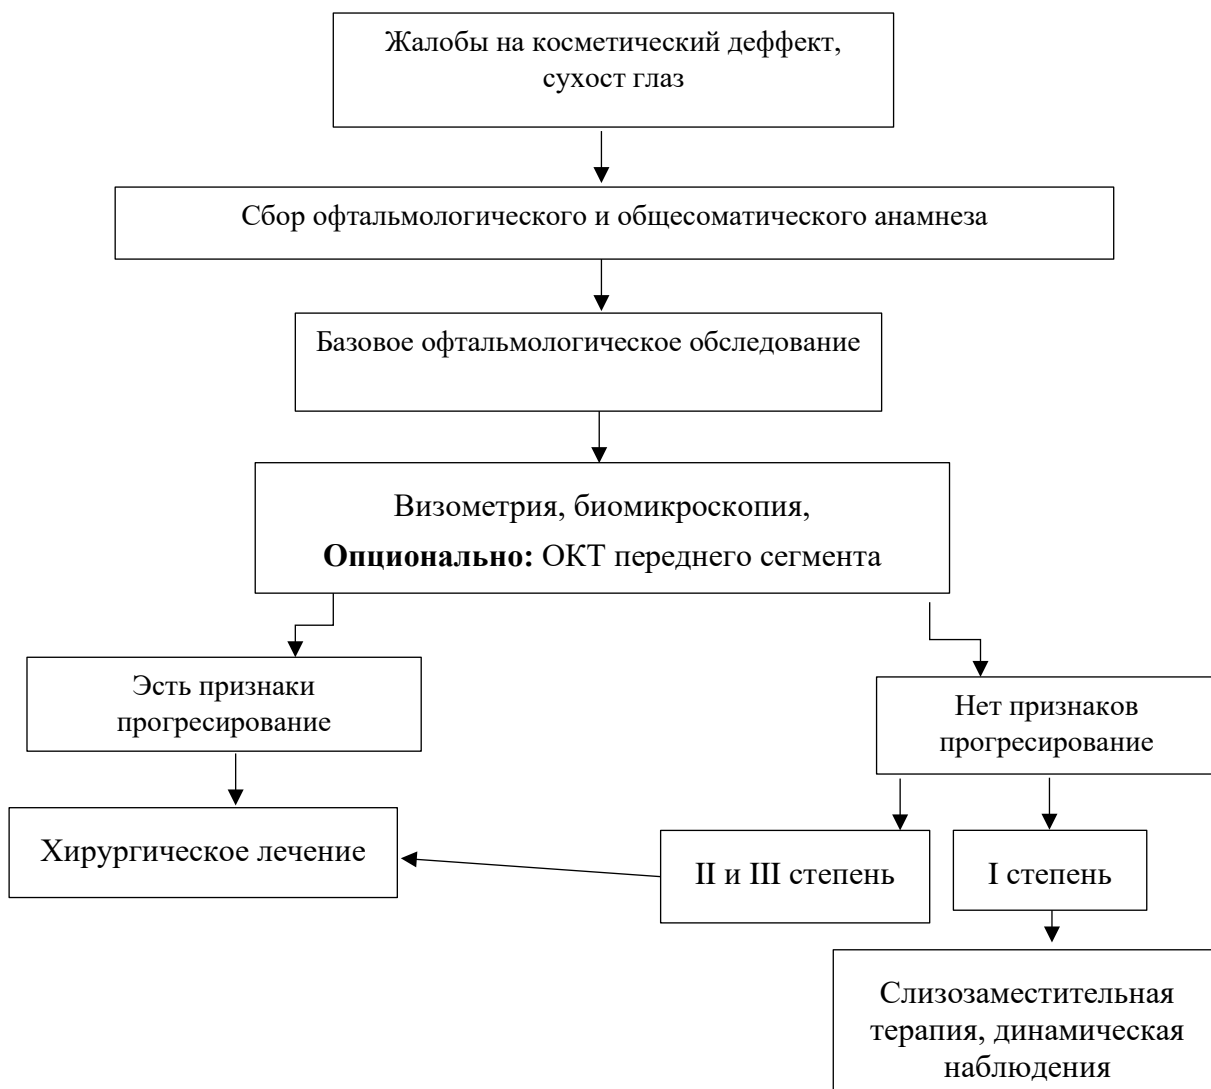 Жалобы на косметический деффект,
сухост глаз
Сбор офтальмологического и общесоматического анамнеза
Базовое офтальмологическое обследование
Визометрия, биомикроскопия,
Опционально: ОКТ переднего сегмента
Эсть признаки
прогресирование
Нет признаков
прогресирование
Хирургическое лечение
II и III степень
I степень
Слизозаместительная
терапия, динамическая
наблюдения